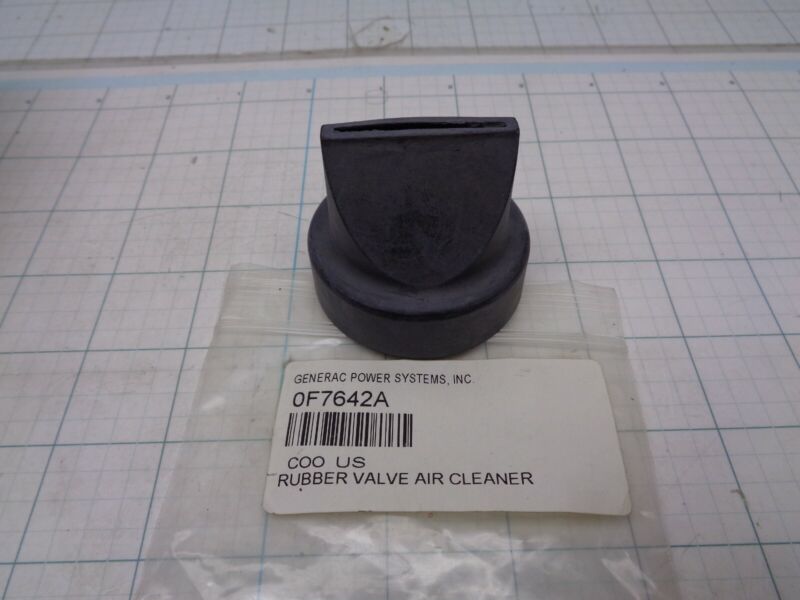 GENERAC POWER SYSTEMS, INC.
0F7642A
COO US
RUBBER VALVE AIR CLEANER